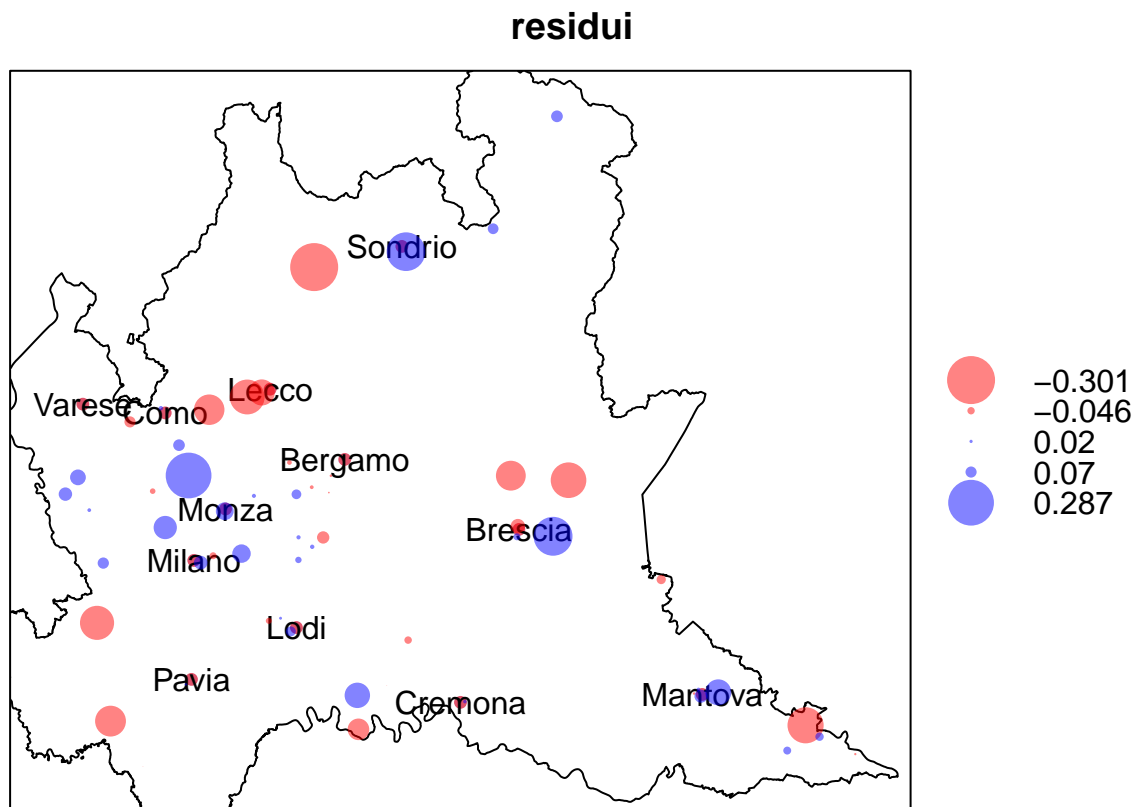 residui
Sondrio
Lecco
Varese
Como
Bergamo
Monza
Brescia
Milano
Lodi
Pavia
Cremona
Mantova
−0.301
−0.046
0.02
0.07
0.287